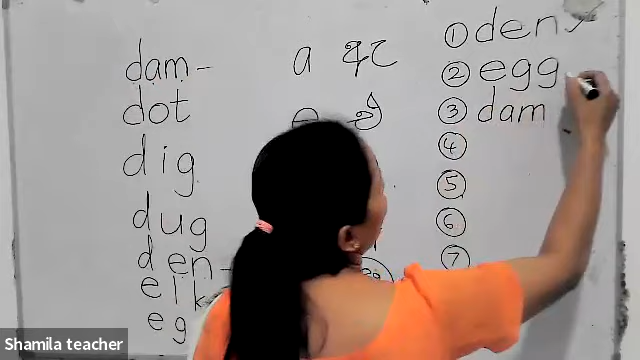 dam –
dot
dig
dug
den –
elk
eg
a අැ
e එ
① den ✓
② egg
③ dam
④
⑤
⑥
⑦
Shamila teacher